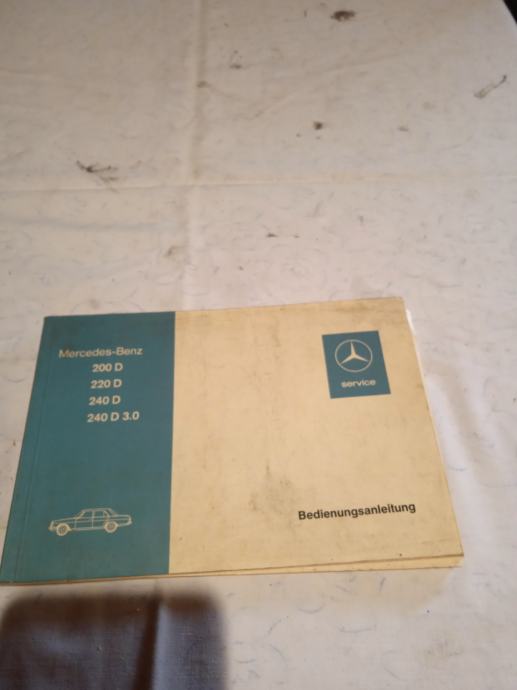 Mercedes-Benz
200 D
220 D
240 D
240 D 3.0
service
Bedienungsanleitung